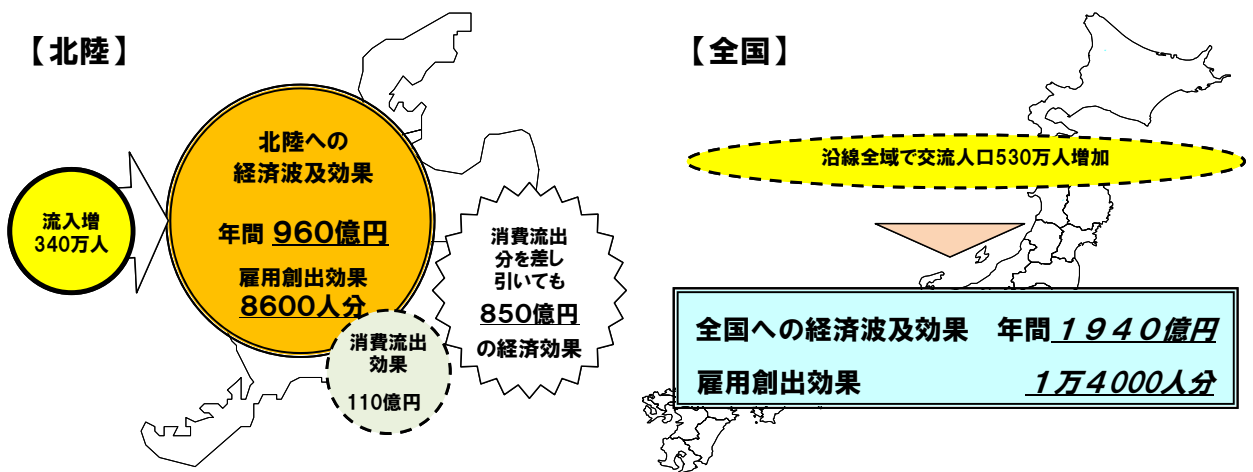 【北陸】
北陸への
経済波及効果
年間 960億円
雇用創出効果
8600人分
流入増
340万人
消費流出
分を差し
引いても
850億円
の経済効果
消費流出
効果
110億円
【全国】
沿線全域で交流人口530万人増加
全国への経済波及効果 年間1940億円
雇用創出効果 1万4000人分